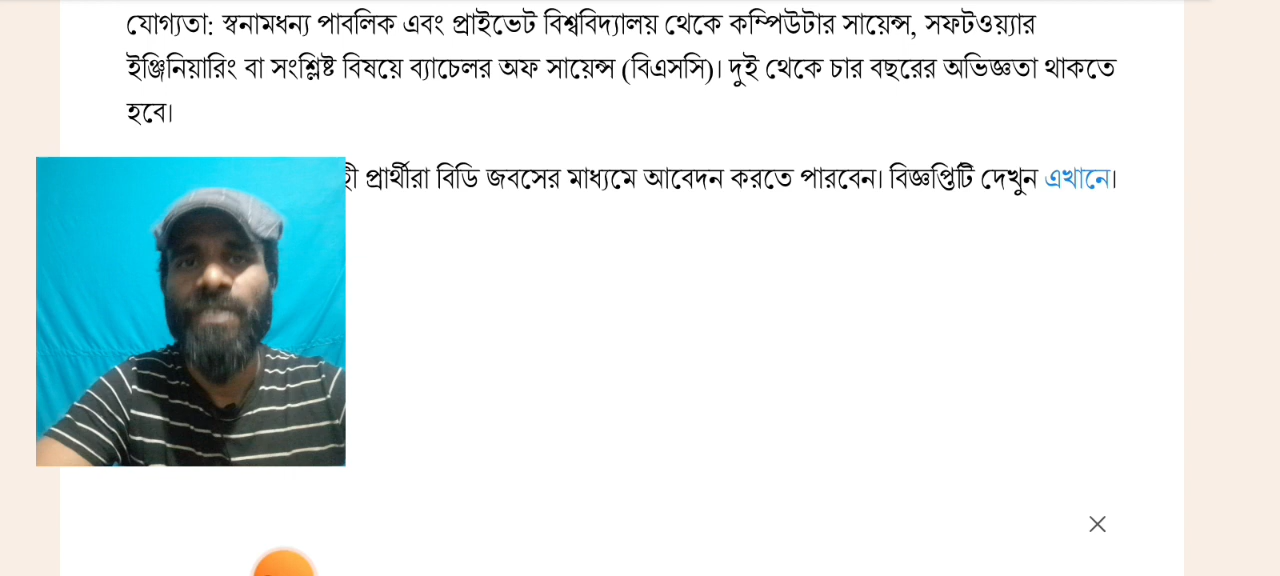 যোগ্যতা: স্বনামধন্য পাবলিক এবং প্রাইভেট বিশ্ববিদ্যালয় থেকে কম্পিউটার সায়েন্স, সফটওয়্যার
ইঞ্জিনিয়ারিং বা সংশ্লিষ্ট বিষয়ে ব্যাচেলর অফ সায়েন্স (বিএসসি)। দুই থেকে চার বছরের অভিজ্ঞতা থাকতে
হবে।
প্রার্থীরা বিডি জবসের মাধ্যমে আবেদন করতে পারবেন। বিজ্ঞপ্তিটি দেখুন এখানে।